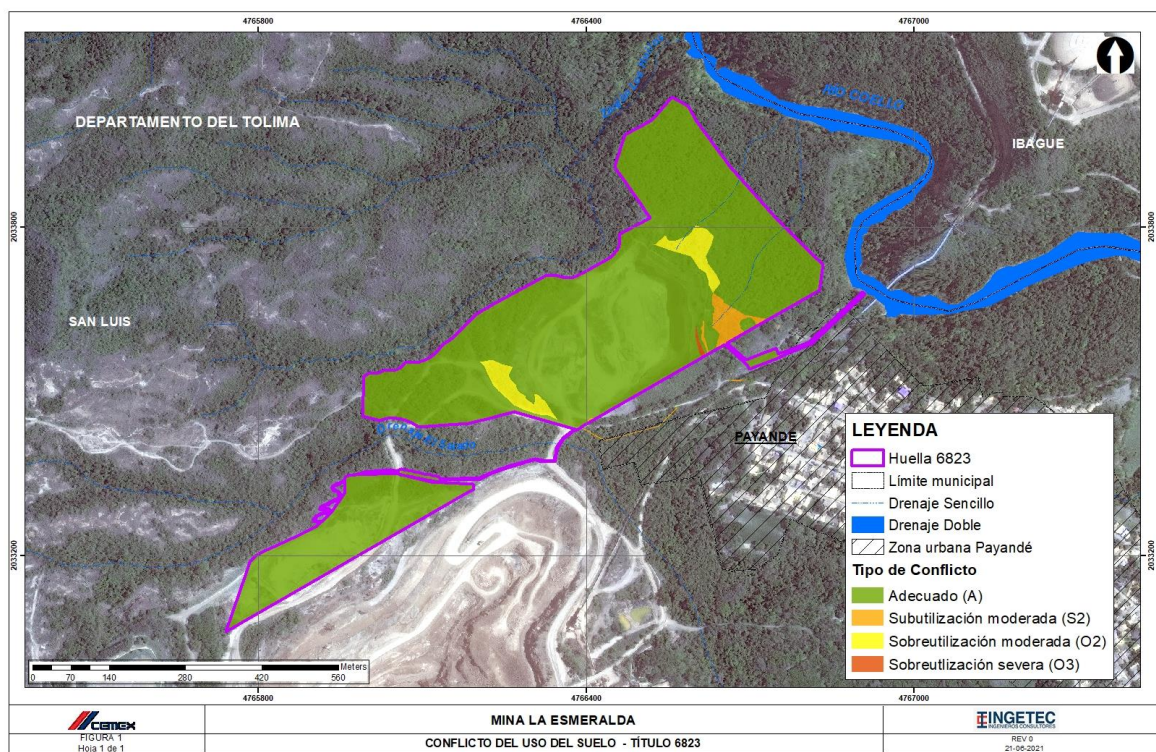 4765800
4766400
4767000
DEPARTAMENTO DEL TOLIMA
RIO COELLO
IBAGUE
2033800
2033800
SAN LUIS
PAYANDE
LEYENDA
Huella 6823
Límite municipal
Drenaje Sencillo
Drenaje Doble
Zona urbana Payandé
Tipo de Conflicto
Adecuado (A)
Subutilización moderada (S2)
Sobreutilización moderada (O2)
Sobreutlización severa (O3)
2033200
2033200
Meters
0 70 140 280 420 560
4765800
4766400
4767000
CEMEX
FIGURA 1
Hoja 1 de 1
MINA LA ESMERALDA
CONFLICTO DEL USO DEL SUELO - TÍTULO 6823
INGETEC
INGENIEROS CONSULTORES
REV 0
21-06-2021